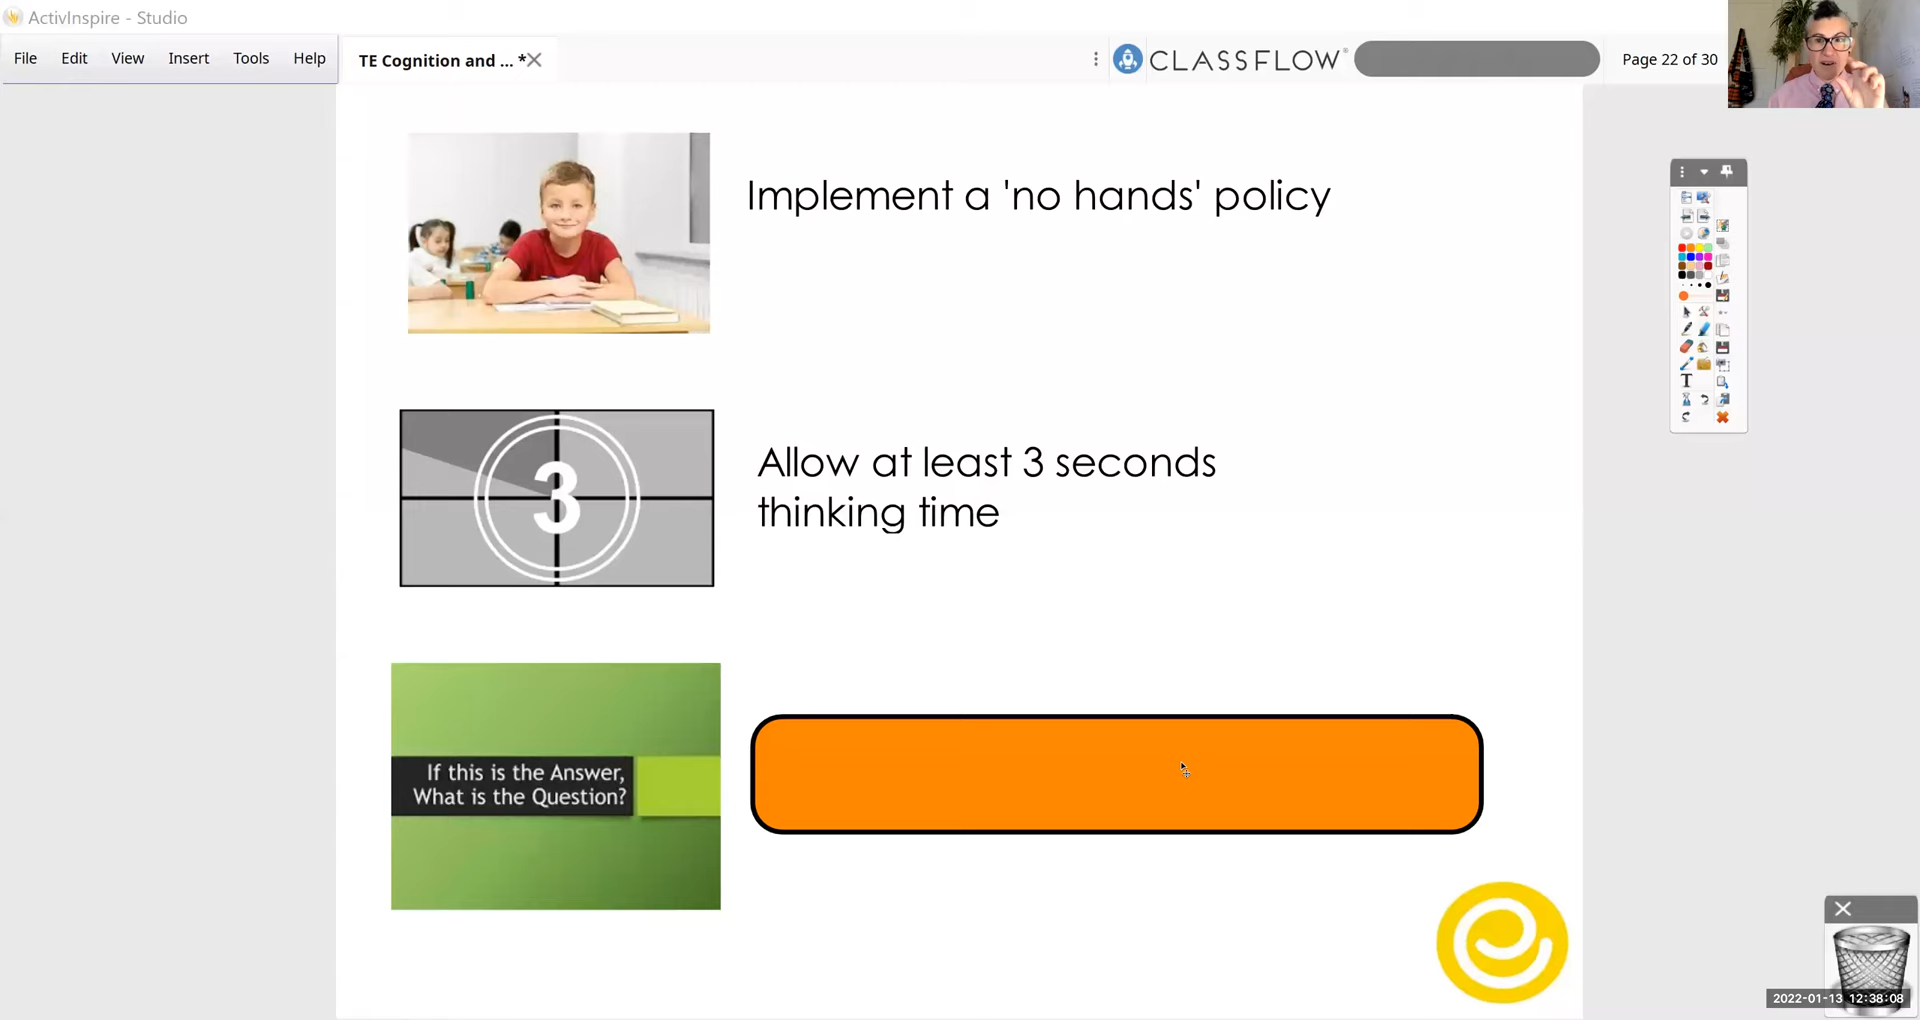 ActivInspire - Studio
File Edit View Insert Tools Help
TE Cognition and ... *
CLASSFLOW
Page 22 of 30
Implement a 'no hands' policy
3
Allow at least 3 seconds
thinking time
If this is the Answer,
What is the Question?
T
2022-01-13 12:38:08